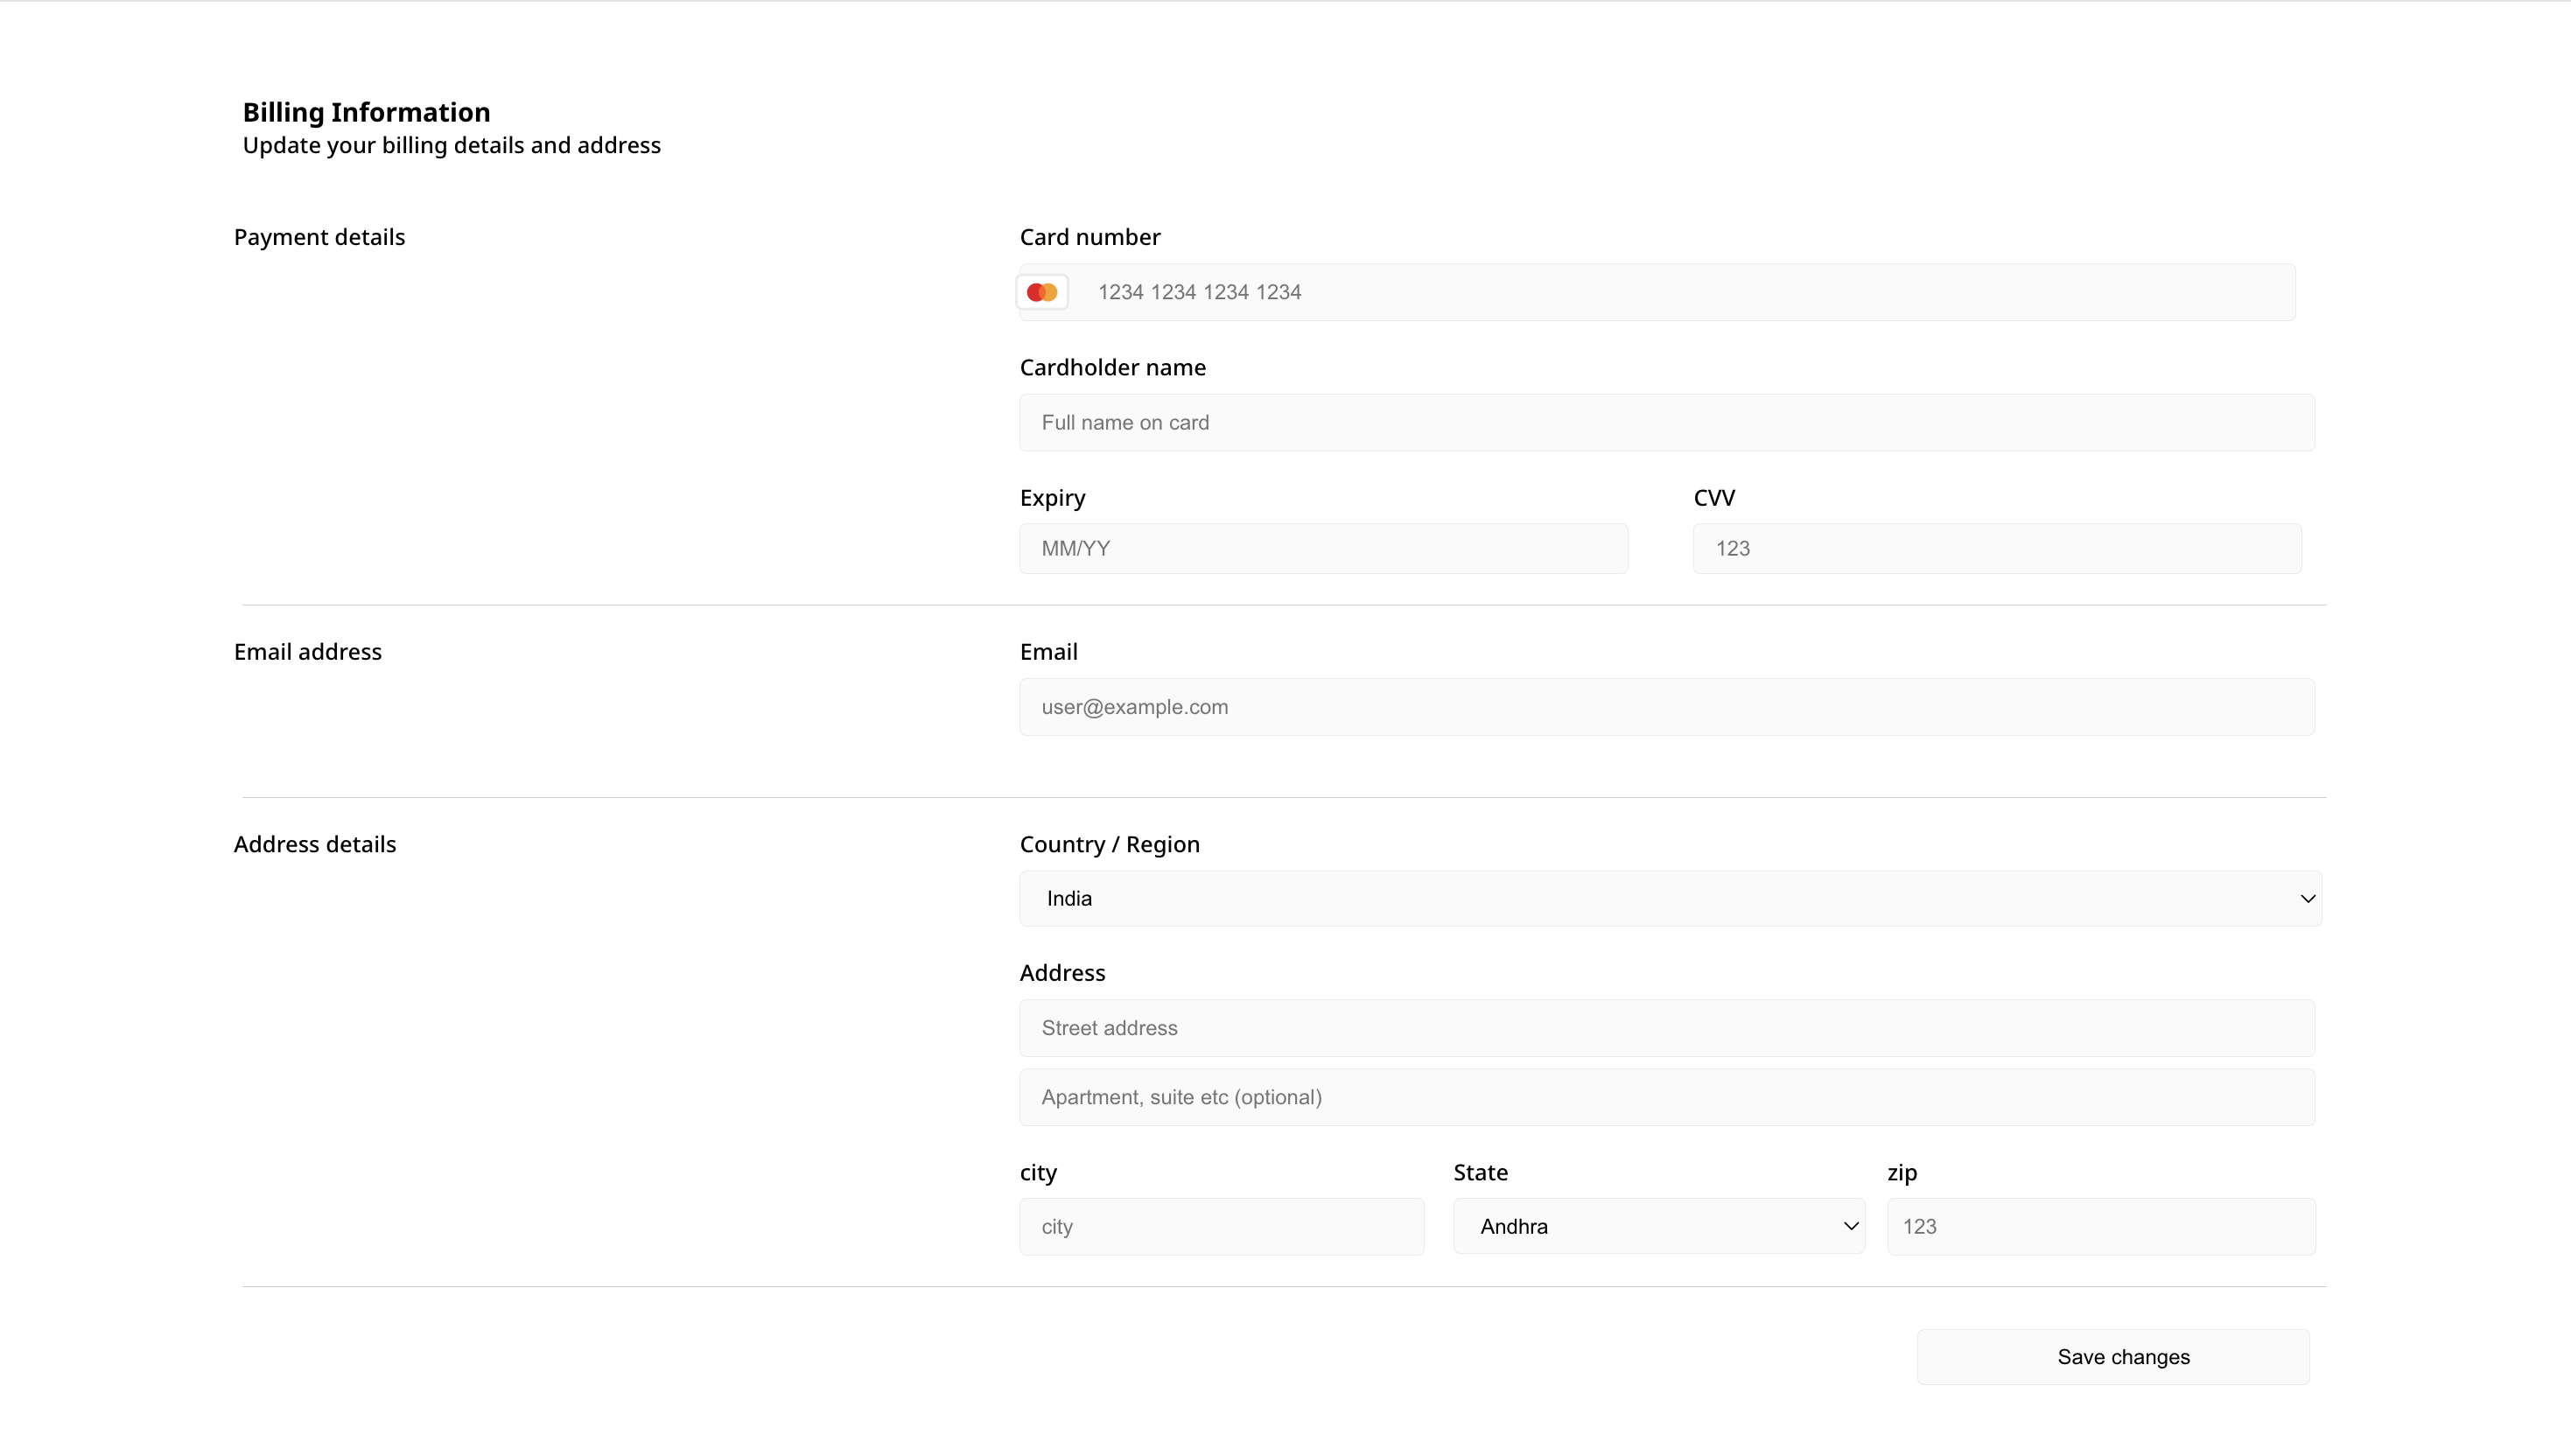 Billing Information
Update your billing details and address
Payment details
Card number
1234 1234 1234 1234
Cardholder name
Full name on card
Expiry
CVV
MM/YY
123
Email address
Email
user@example.com
Address details
Country / Region
India
Address
Street address
Apartment, suite etc (optional)
city
State
zip
city
Andhra
123
Save changes